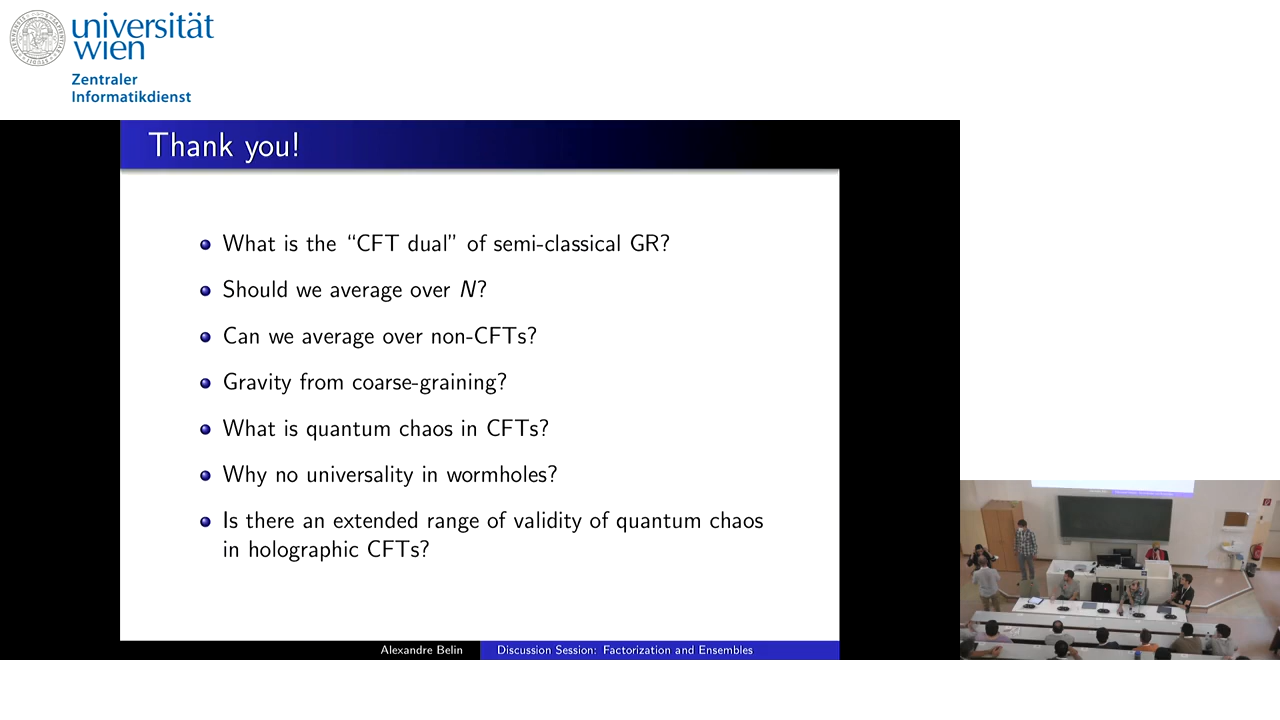 universität
wien
Zentraler
Informatikdienst
Thank you!
What is the “CFT dual” of semi-classical GR?
Should we average over N?
Can we average over non-CFTs?
Gravity from coarse-graining?
What is quantum chaos in CFTs?
Why no universality in wormholes?
Is there an extended range of validity of quantum chaos
in holographic CFTs?
Alexandre Belin
Discussion Session: Factorization and Ensembles